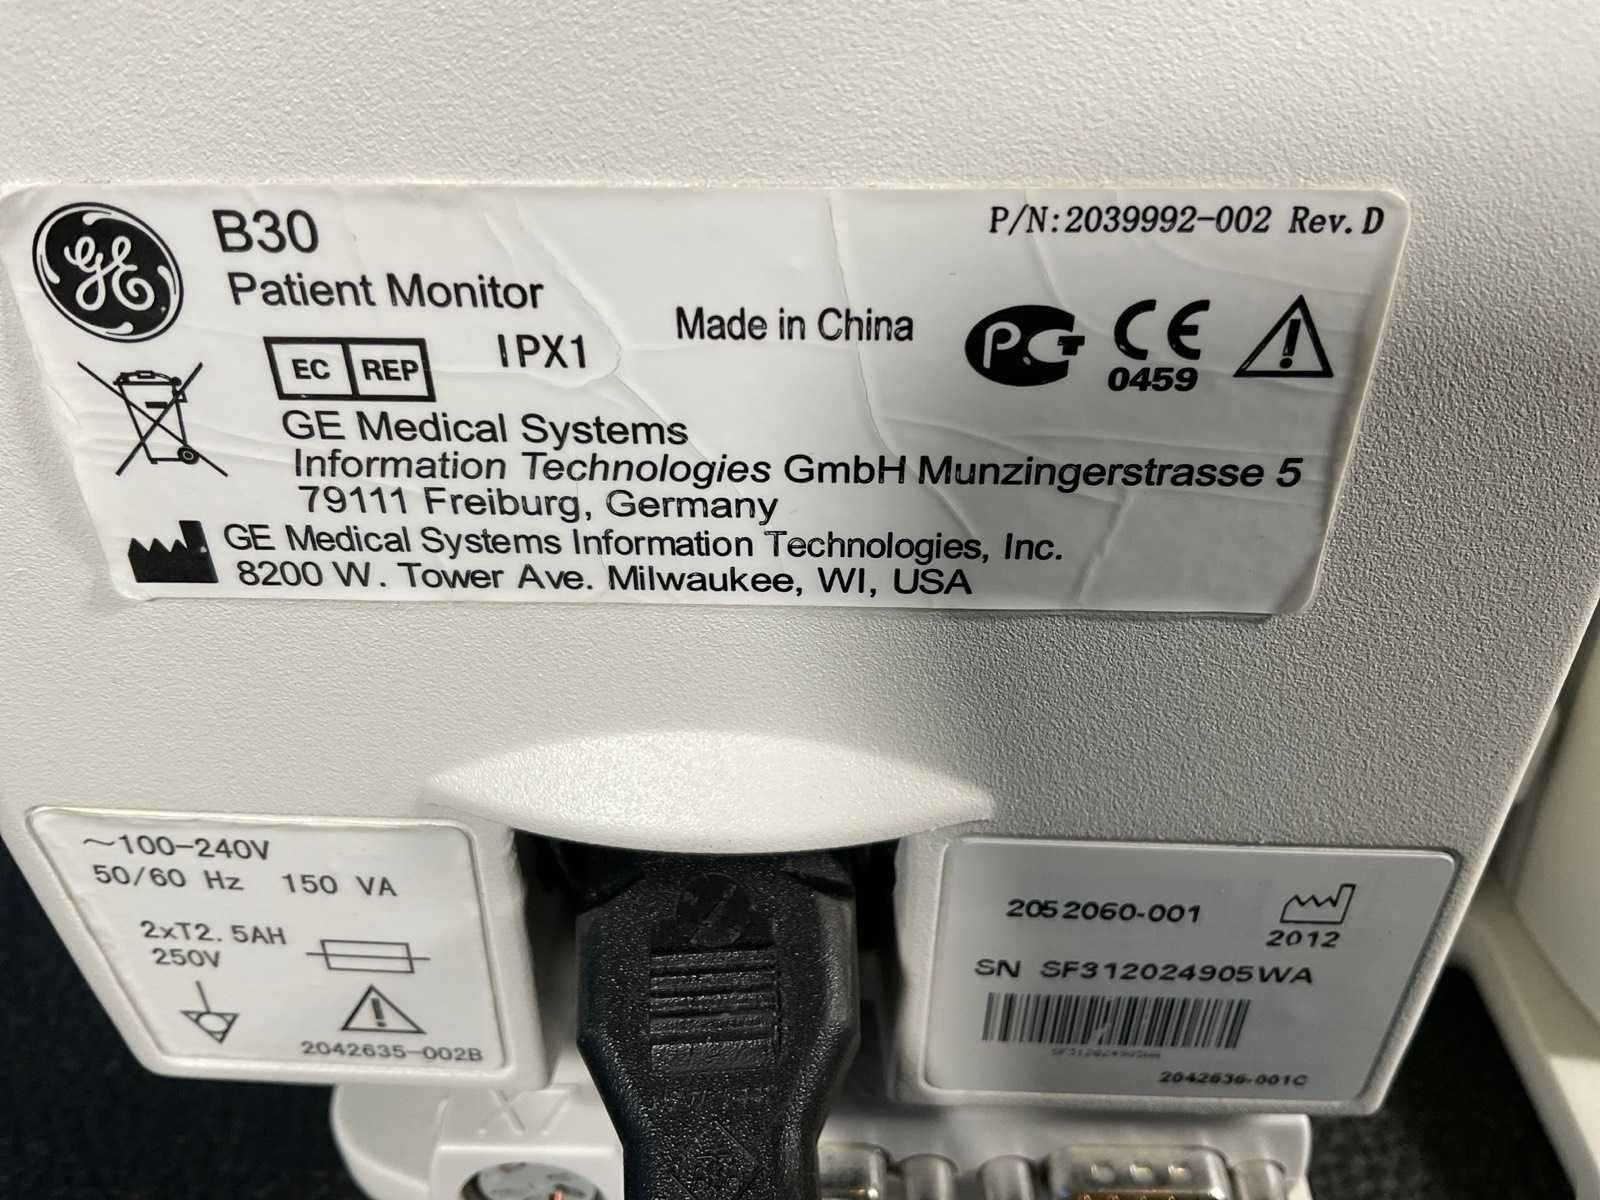 GE
B30
Patient Monitor
P/N:2039992-002 Rev.D
EC REP
IPX1
Made in China
CE
0459
GE Medical Systems
Information Technologies GmbH Munzingerstrasse 5
79111 Freiburg, Germany
GE Medical Systems Information Technologies, Inc.
8200 W. Tower Ave. Milwaukee, WI, USA
~100-240V
50/60 Hz 150 VA
2xT2.5AH
250V
2042635-002B
2052060-001
2012
SN SF312024905WA
2042636-001C